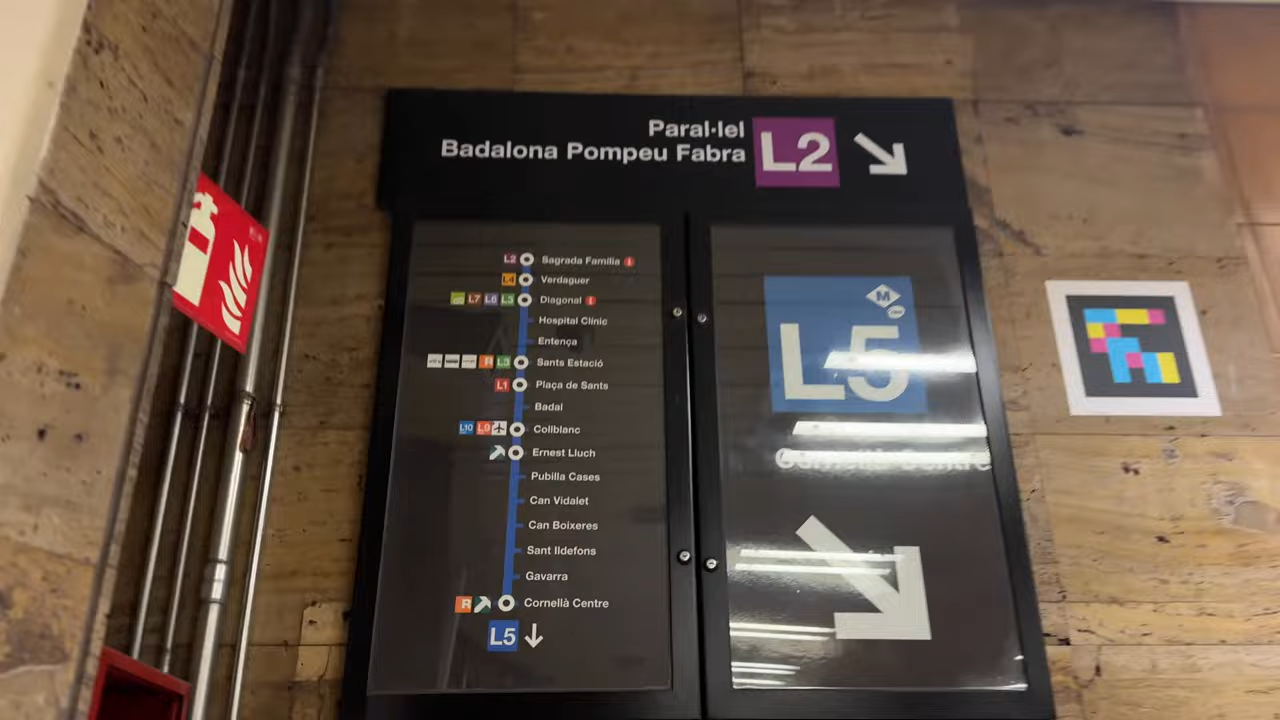 Paral·lel
Badalona Pompeu Fabra
L2
L2 Sagrada Família i
L4 Verdaguer
L7 L6 L3 Diagonal i
Hospital Clínic
Entença
R L3 Sants Estació
L1 Plaça de Sants
Badal
L10 L9 Collblanc
Ernest Lluch
Pubilla Cases
Can Vidalet
Can Boixeres
Sant Ildefons
Gavarra
R Cornellà Centre
L5
M
L5
Cornellà Centre